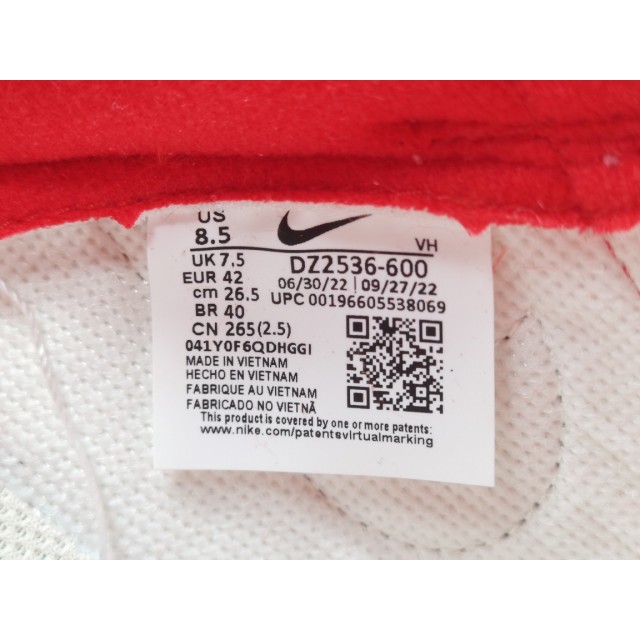 US
8.5
VH
UK 7.5
DZ2536-600
EUR 42
06/30/22 | 09/27/22
cm 26.5
UPC 00196605538069
BR 40
CN 265(2.5)
041Y0F6QDHGGI
MADE IN VIETNAM
HECHO EN VIETNAM
FABRIQUE AU VIETNAM
FABRICADO NO VIETNÃ
This product is covered by one or more patents:
www.nike.com/patentsvirtualmarking